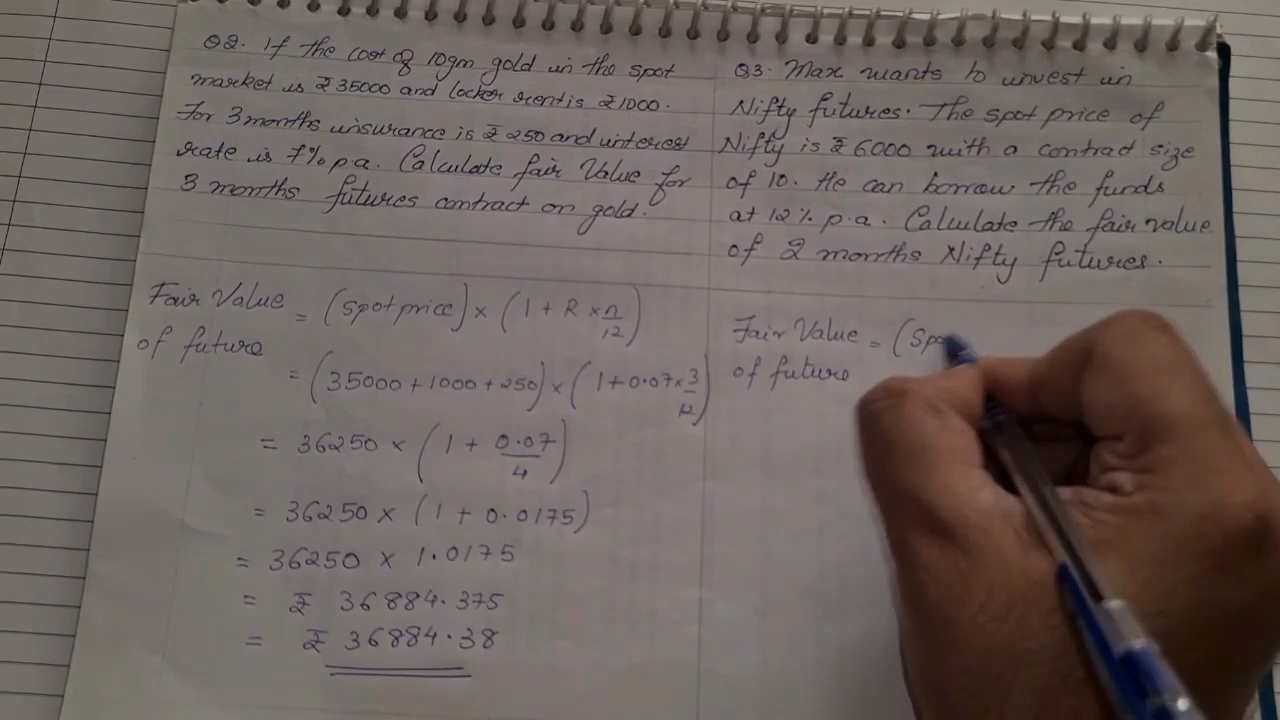 Q2. If the cost of 10gm gold in the spot
market is ₹35000 and locker rent is ₹1000.
For 3 months insurance is ₹250 and interest
rate is 7% p.a. Calculate fair Value for
3 months futures contract on gold.
Fair Value = (Spot price) × (1 + R × n/12)
of future
= (35000 + 1000 + 250) × (1 + 0.07 × 3/12)
= 36250 × (1 + 0.07/4)
= 36250 × (1 + 0.0175)
= 36250 × 1.0175
= ₹ 36884.375
= ₹ 36884.38
Q3. Max wants to invest in
Nifty futures. The spot price of
Nifty is ₹6000 with a contract size
of 10. He can borrow the funds
at 12% p.a. Calculate the fair value
of 2 months Nifty futures.
Fair Value = (Spo
of future